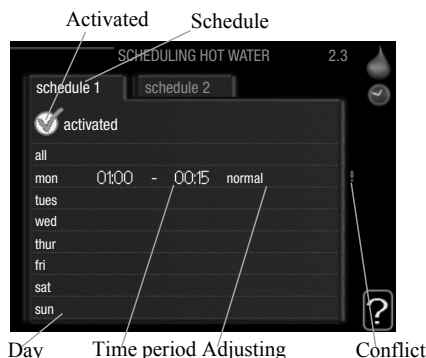 Activated Schedule
SCHEDULING HOT WATER 2.3
schedule 1 schedule 2
activated
all
mon 01:00 - 00:15 normal !
tues
wed
thur
fri
sat
sun
?
Day Time period Adjusting Conflict